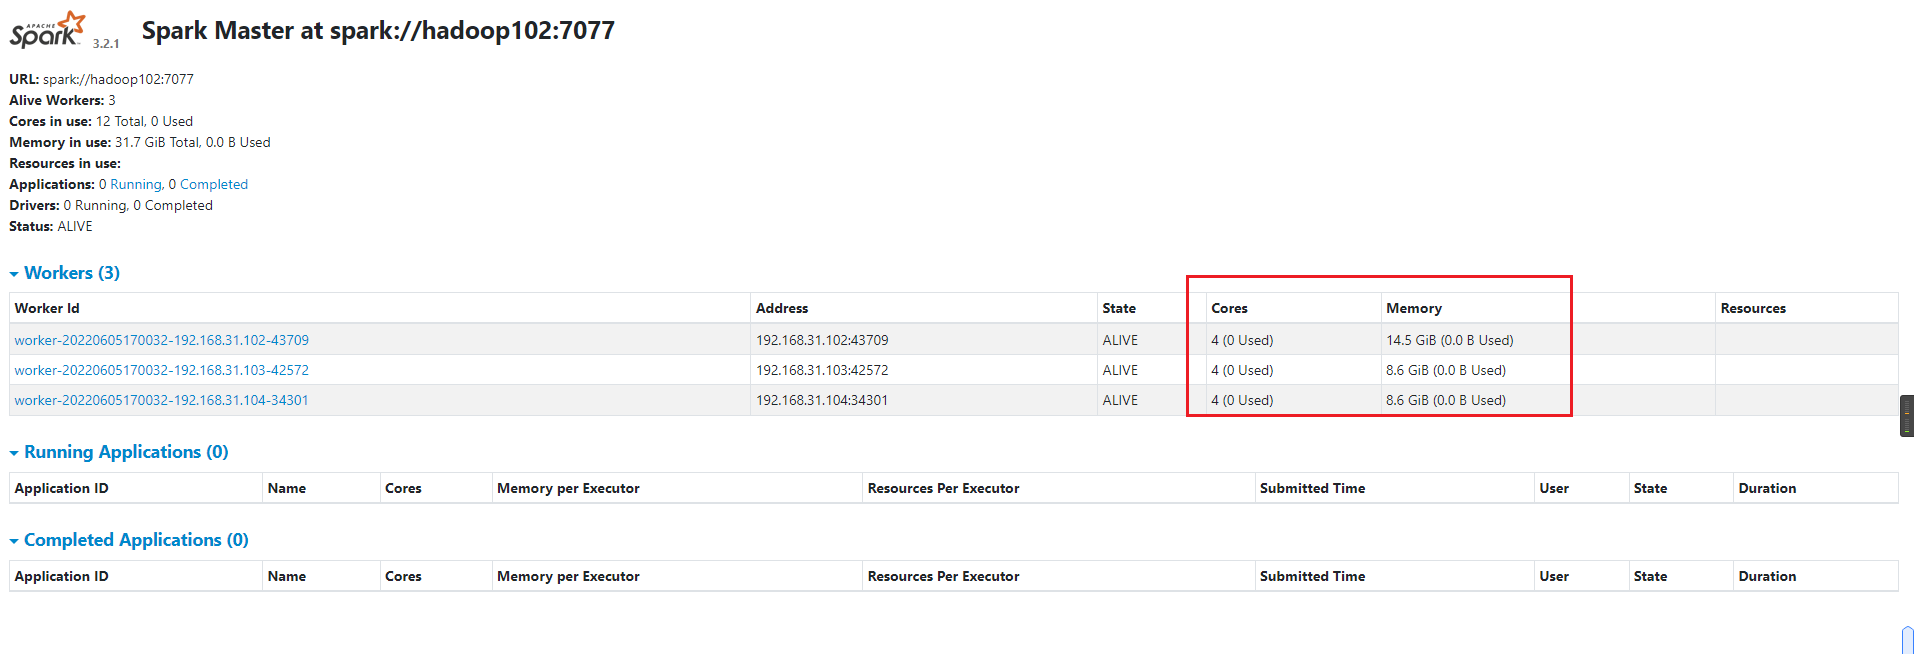 APACHE
Spark 3.2.1 Spark Master at spark://hadoop102:7077
URL: spark://hadoop102:7077
Alive Workers: 3
Cores in use: 12 Total, 0 Used
Memory in use: 31.7 GiB Total, 0.0 B Used
Resources in use:
Applications: 0 Running, 0 Completed
Drivers: 0 Running, 0 Completed
Status: ALIVE
Workers (3)
Worker Id Address State Cores Memory Resources
worker-20220605170032-192.168.31.102-43709 192.168.31.102:43709 ALIVE 4 (0 Used) 14.5 GiB (0.0 B Used)
worker-20220605170032-192.168.31.103-42572 192.168.31.103:42572 ALIVE 4 (0 Used) 8.6 GiB (0.0 B Used)
worker-20220605170032-192.168.31.104-34301 192.168.31.104:34301 ALIVE 4 (0 Used) 8.6 GiB (0.0 B Used)
Running Applications (0)
Application ID Name Cores Memory per Executor Resources Per Executor Submitted Time User State Duration
Completed Applications (0)
Application ID Name Cores Memory per Executor Resources Per Executor Submitted Time User State Duration